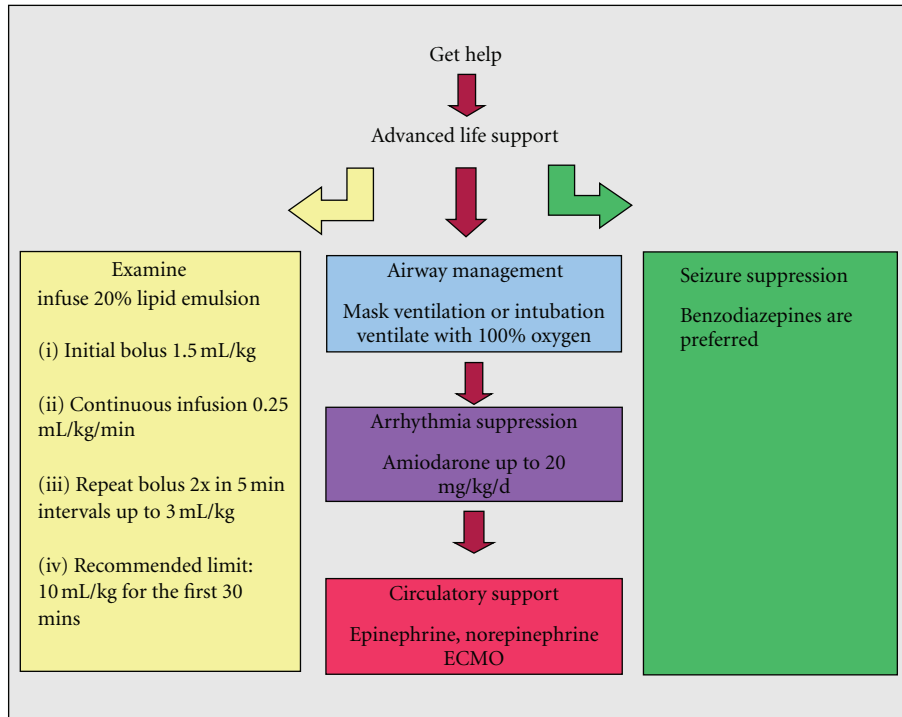 Get help
Advanced life support
Examine
infuse 20% lipid emulsion
(i) Initial bolus 1.5 mL/kg
(ii) Continuous infusion 0.25
mL/kg/min
(iii) Repeat bolus 2x in 5 min
intervals up to 3 mL/kg
(iv) Recommended limit:
10 mL/kg for the first 30
mins
Airway management
Mask ventilation or intubation
ventilate with 100% oxygen
Arrhythmia suppression
Amiodarone up to 20
mg/kg/d
Circulatory support
Epinephrine, norepinephrine
ECMO
Seizure suppression
Benzodiazepines are
preferred